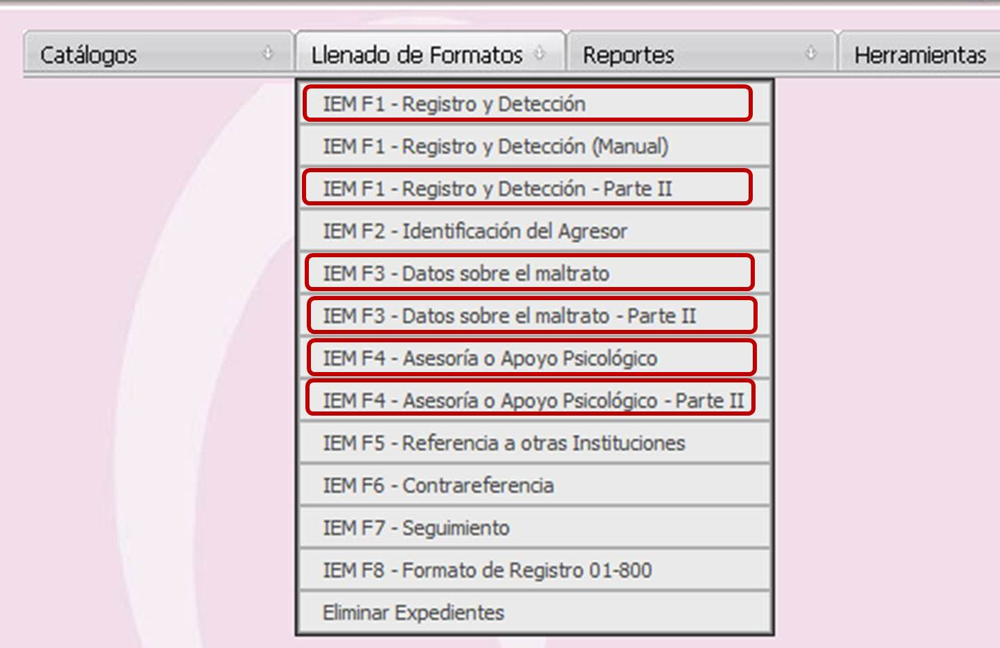 Catálogos
Llenado de Formatos
Reportes
Herramientas
IEM F1 - Registro y Detección
IEM F1 - Registro y Detección (Manual)
IEM F1 - Registro y Detección - Parte II
IEM F2 - Identificación del Agresor
IEM F3 - Datos sobre el maltrato
IEM F3 - Datos sobre el maltrato - Parte II
IEM F4 - Asesoría o Apoyo Psicológico
IEM F4 - Asesoría o Apoyo Psicológico - Parte II
IEM F5 - Referencia a otras Instituciones
IEM F6 - Contrareferencia
IEM F7 - Seguimiento
IEM F8 - Formato de Registro 01-800
Eliminar Expedientes